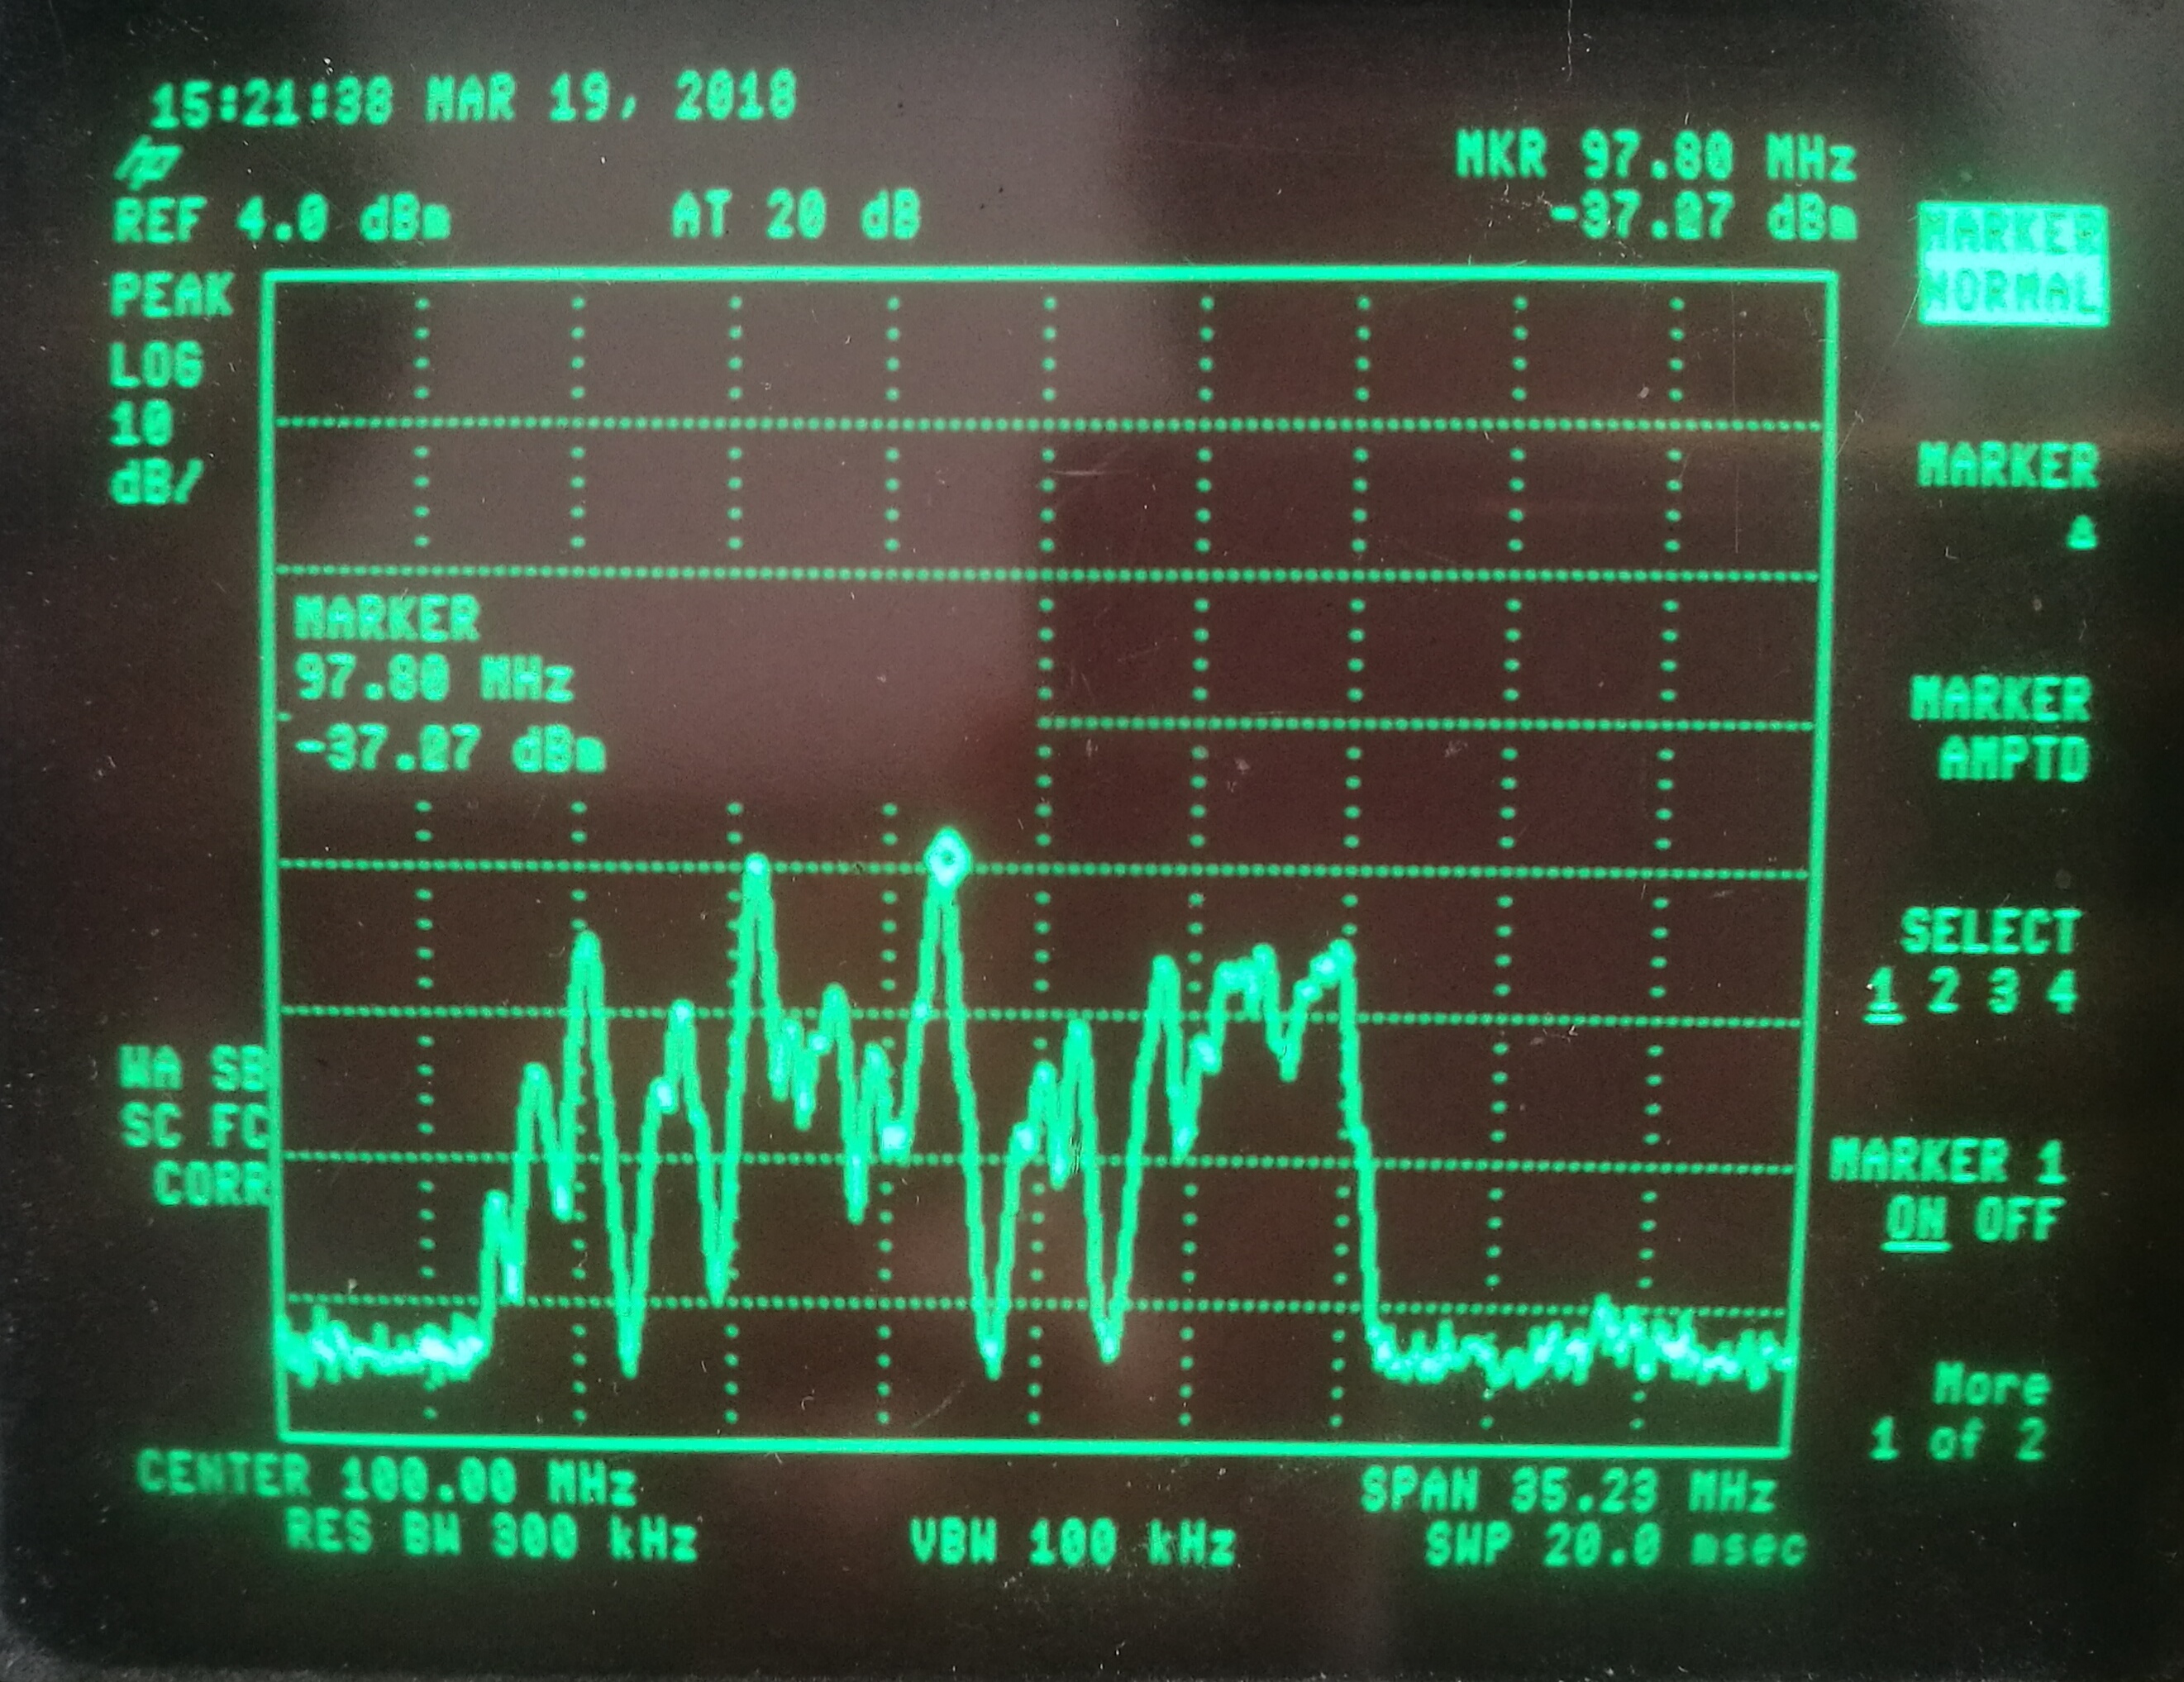 15:21:38 MAR 19, 2018
hp
REF 4.0 dBm AT 20 dB
MKR 97.80 MHz
-37.07 dBm
PEAK
LOG
10
dB/
MARKER
97.80 MHz
-37.07 dBm
WA SB
SC FC
CORR
CENTER 100.00 MHz
SPAN 35.23 MHz
RES BW 300 kHz VBW 100 kHz SWP 20.0 msec
MARKER
NORMAL
MARKER
Δ
MARKER
AMPTD
SELECT
1 2 3 4
MARKER 1
ON OFF
More
1 of 2